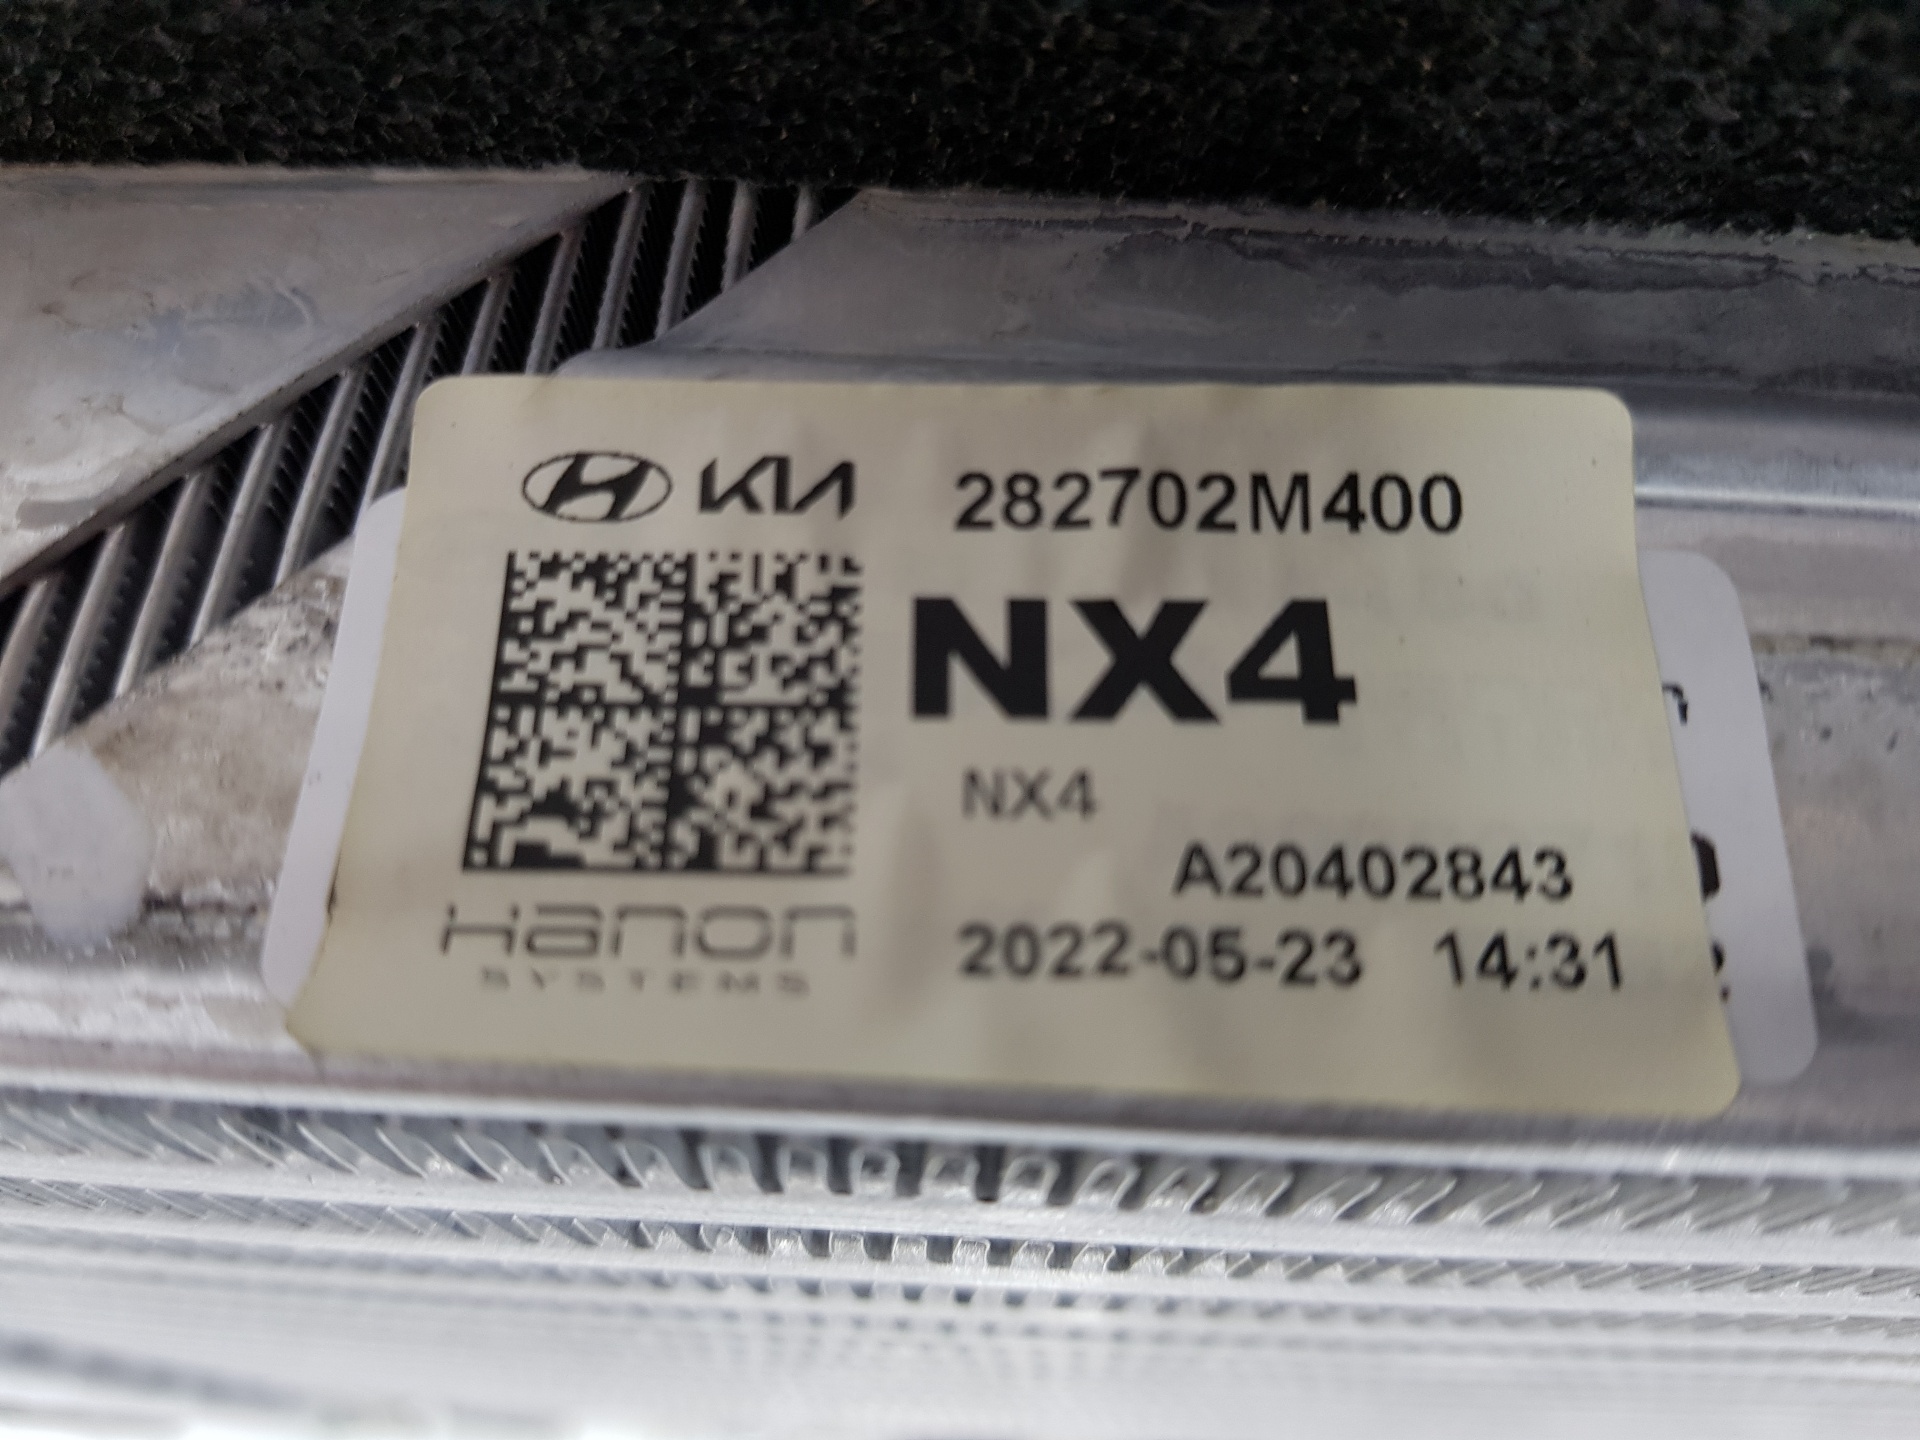 KIA 282702M400
NX4
NX4
A20402843
Hanon
SYSTEMS
2022-05-23 14:31